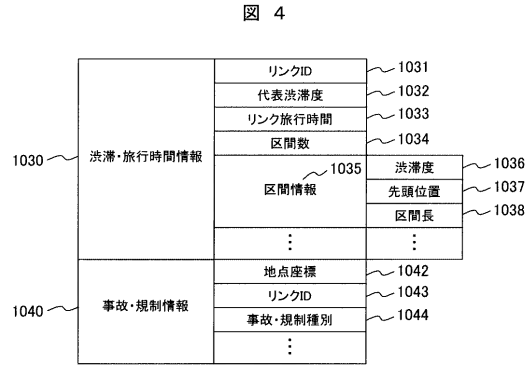 図 4
リンクID
1031
代表渋滞度
1032
リンク旅行時間
1033
区間数
1034
1030
渋滞・旅行時間情報
1035
区間情報
渋滞度
1036
先頭位置
1037
区間長
1038
⋮
⋮
地点座標
1042
1040
事故・規制情報
リンクID
1043
事故・規制種別
1044
⋮